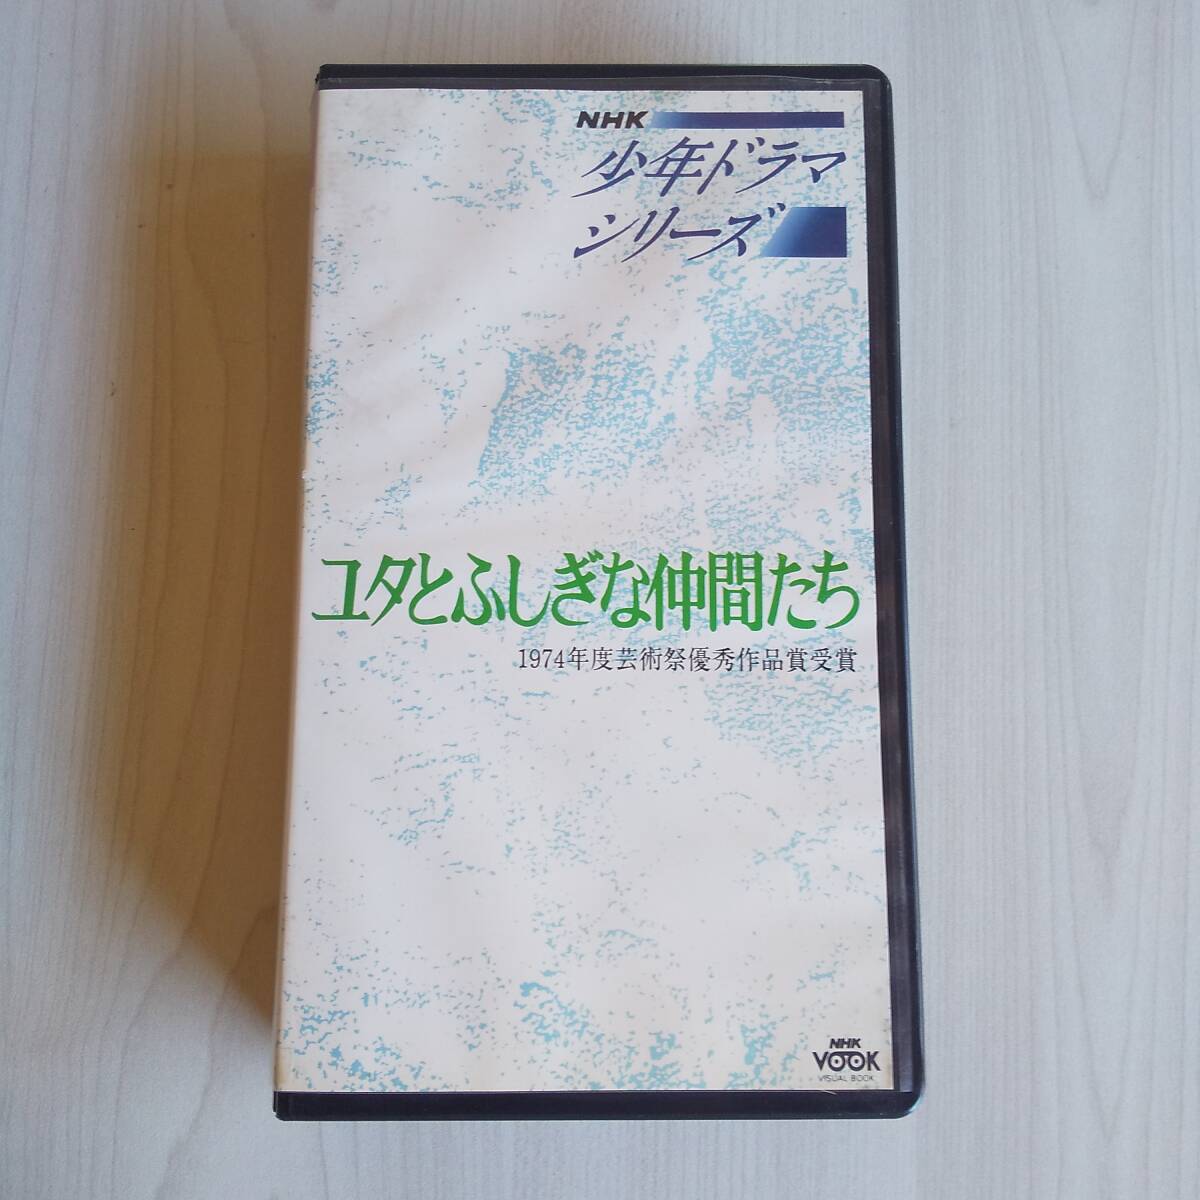 NHK
少年ドラマ
シリーズ
ユタとふしぎな仲間たち
1974年度芸術祭優秀作品賞受賞
NHK
VOOK
VISUAL BOOK